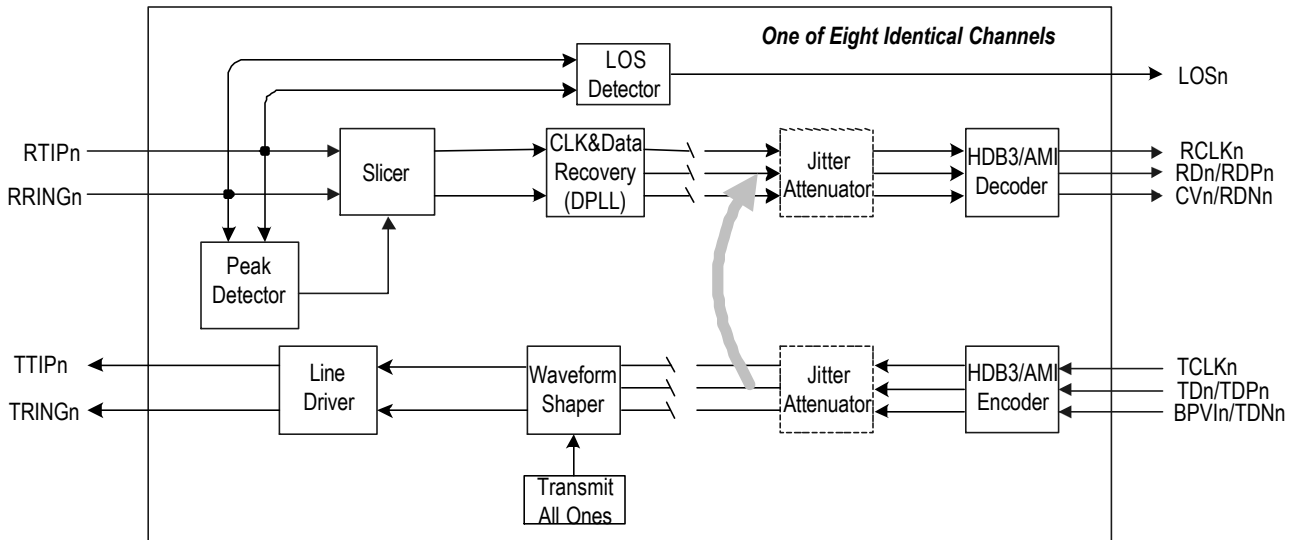 One of Eight Identical Channels
LOS
Detector
LOSn
RTIPn
RRINGn
Slicer
CLK&Data
Recovery
(DPLL)
Jitter
Attenuator
HDB3/AMI
Decoder
RCLKn
RDn/RDPn
CVn/RDNn
Peak
Detector
TTIPn
TRINGn
Line
Driver
Waveform
Shaper
Jitter
Attenuator
HDB3/AMI
Encoder
TCLKn
TDn/TDPn
BPVIn/TDNn
Transmit
All Ones